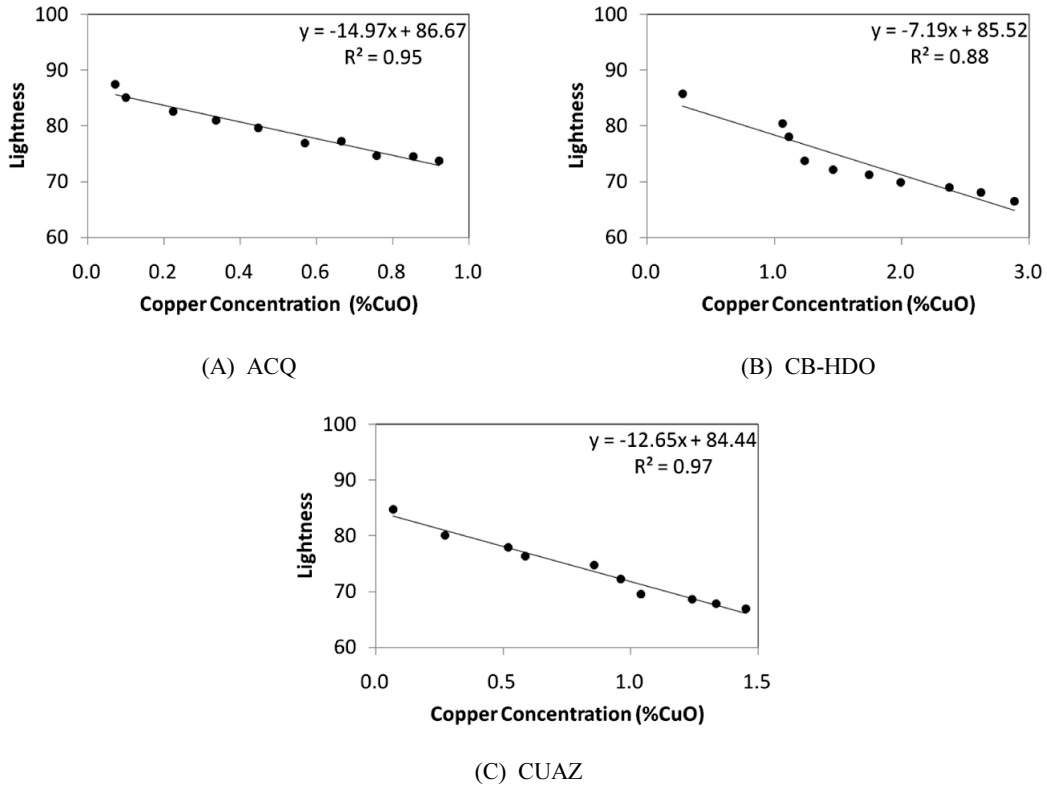 100
90
80
70
60
Lightness
y = -14.97x + 86.67
R² = 0.95
0.0 0.2 0.4 0.6 0.8 1.0
Copper Concentration (%CuO)
(A) ACQ
100
90
80
70
60
Lightness
y = -7.19x + 85.52
R² = 0.88
0.0 1.0 2.0 3.0
Copper Concentration (%CuO)
(B) CB-HDO
100
90
80
70
60
Lightness
y = -12.65x + 84.44
R² = 0.97
0.0 0.5 1.0 1.5
Copper Concentration (%CuO)
(C) CUAZ